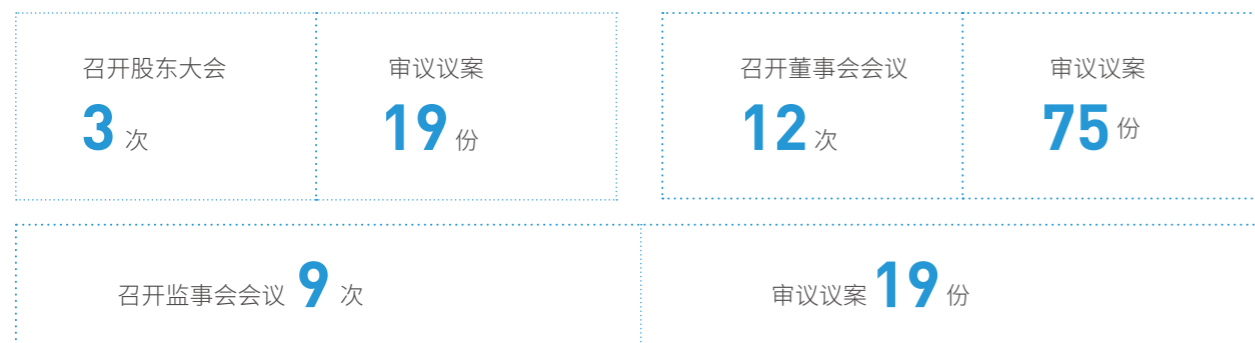 召开股东大会
3 次
审议议案
19 份
召开董事会会议
12 次
审议议案
75 份
召开监事会会议 9 次
审议议案 19 份